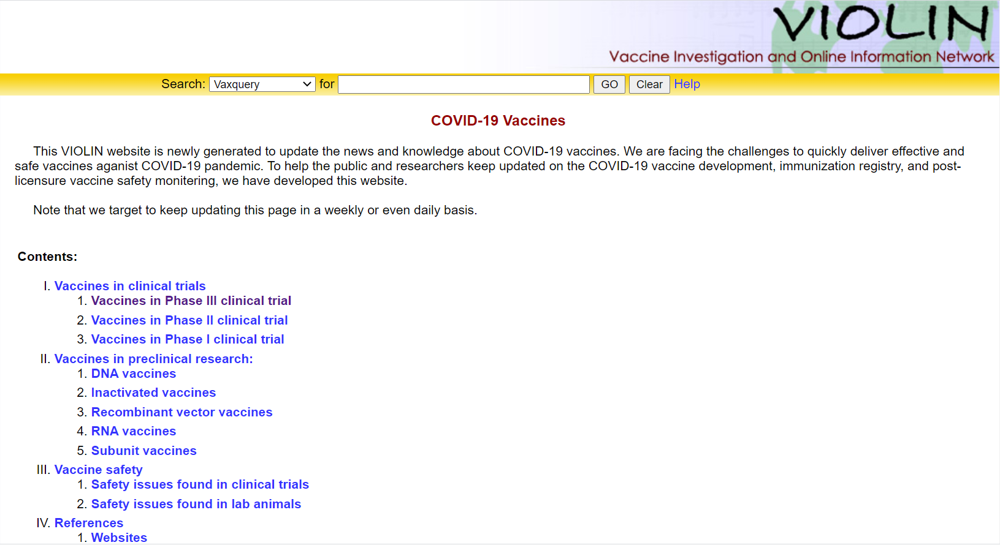 VIOLIN
Vaccine Investigation and Online Information Network
Search: Vaxquery for GO Clear Help
COVID-19 Vaccines
This VIOLIN website is newly generated to update the news and knowledge about COVID-19 vaccines. We are facing the challenges to quickly deliver effective and
safe vaccines aganist COVID-19 pandemic. To help the public and researchers keep updated on the COVID-19 vaccine development, immunization registry, and post-
licensure vaccine safety monitering, we have developed this website.
Note that we target to keep updating this page in a weekly or even daily basis.
Contents:
I. Vaccines in clinical trials
1. Vaccines in Phase III clinical trial
2. Vaccines in Phase II clinical trial
3. Vaccines in Phase I clinical trial
II. Vaccines in preclinical research:
1. DNA vaccines
2. Inactivated vaccines
3. Recombinant vector vaccines
4. RNA vaccines
5. Subunit vaccines
III. Vaccine safety
1. Safety issues found in clinical trials
2. Safety issues found in lab animals
IV. References
1. Websites